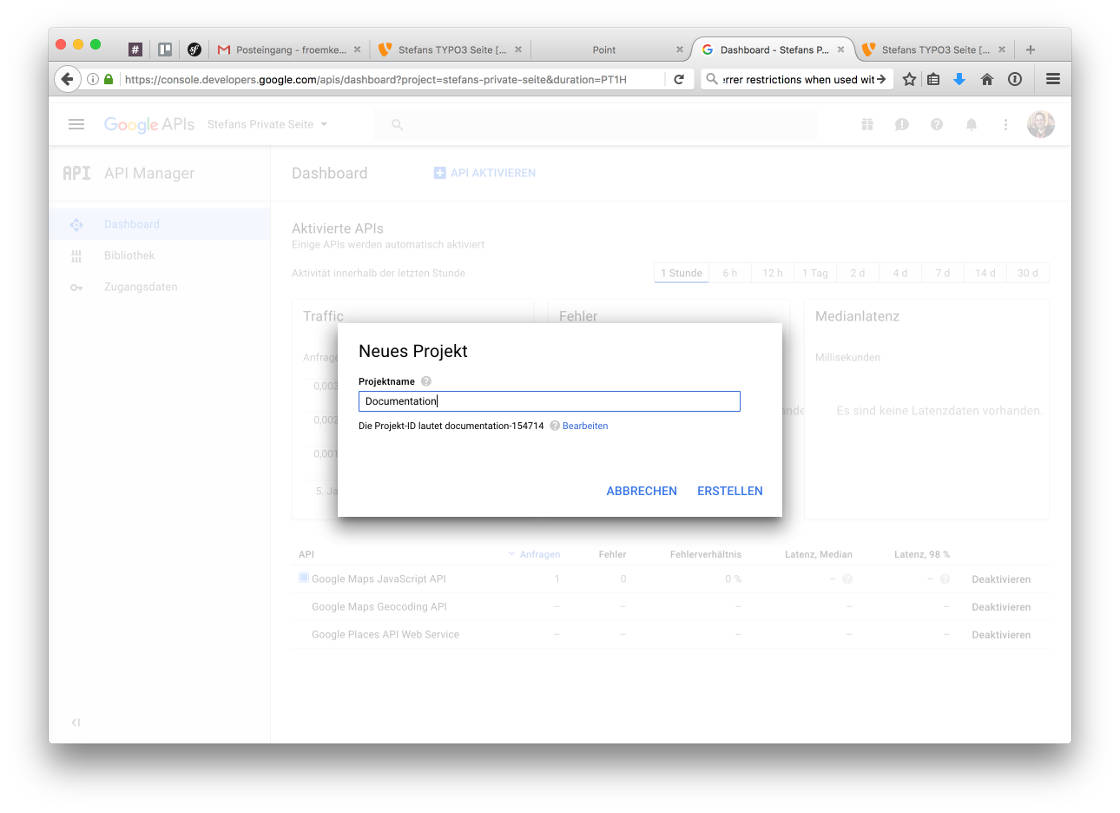 Posteingang - froemke...
Stefans TYPO3 Seite [...
Point
Dashboard - Stefans P...
Stefans TYPO3 Seite [...
https://console.developers.google.com/apis/dashboard?project=stefans-private-seite&duration=PT1H
rrer restrictions when used wit
Google APIs
Stefans Private Seite
API
API Manager
Dashboard
API AKTIVIEREN
Dashboard
Bibliothek
Zugangsdaten
Aktivierte APIs
Einige APIs werden automatisch aktiviert
Aktivität innerhalb der letzten Stunde
1 Stunde 6 h 12 h 1 Tag 2 d 4 d 7 d 14 d 30 d
Traffic
Fehler
Medianlatenz
Anfrage
Millisekunden
0,003
0,002
0,001
5. Ja
Es sind keine Latenzdaten vorhanden.
Neues Projekt
Projektname
Documentation
Die Projekt-ID lautet documentation-154714 Bearbeiten
ABBRECHEN ERSTELLEN
API Anfragen Fehler Fehlerverhältnis Latenz, Median Latenz, 98 %
Google Maps JavaScript API 1 0 0 % – – Deaktivieren
Google Maps Geocoding API – – – – – Deaktivieren
Google Places API Web Service – – – – – Deaktivieren